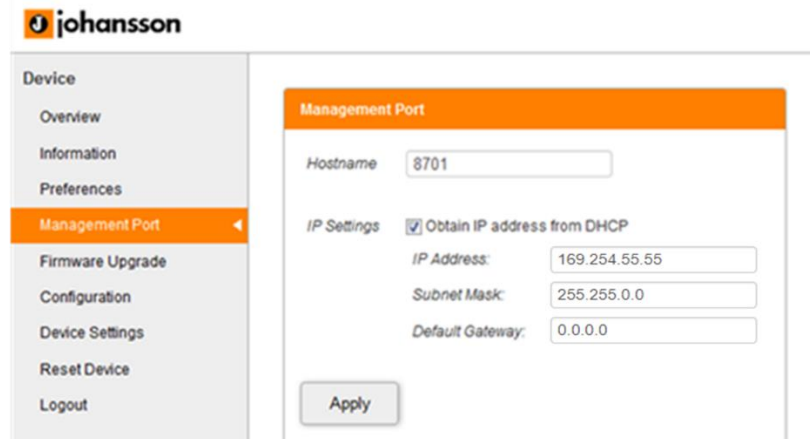 johansson
Device
Overview
Information
Preferences
Management Port
Firmware Upgrade
Configuration
Device Settings
Reset Device
Logout
Management Port
Hostname 8701
IP Settings Obtain IP address from DHCP
IP Address: 169.254.55.55
Subnet Mask: 255.255.0.0
Default Gateway: 0.0.0.0
Apply